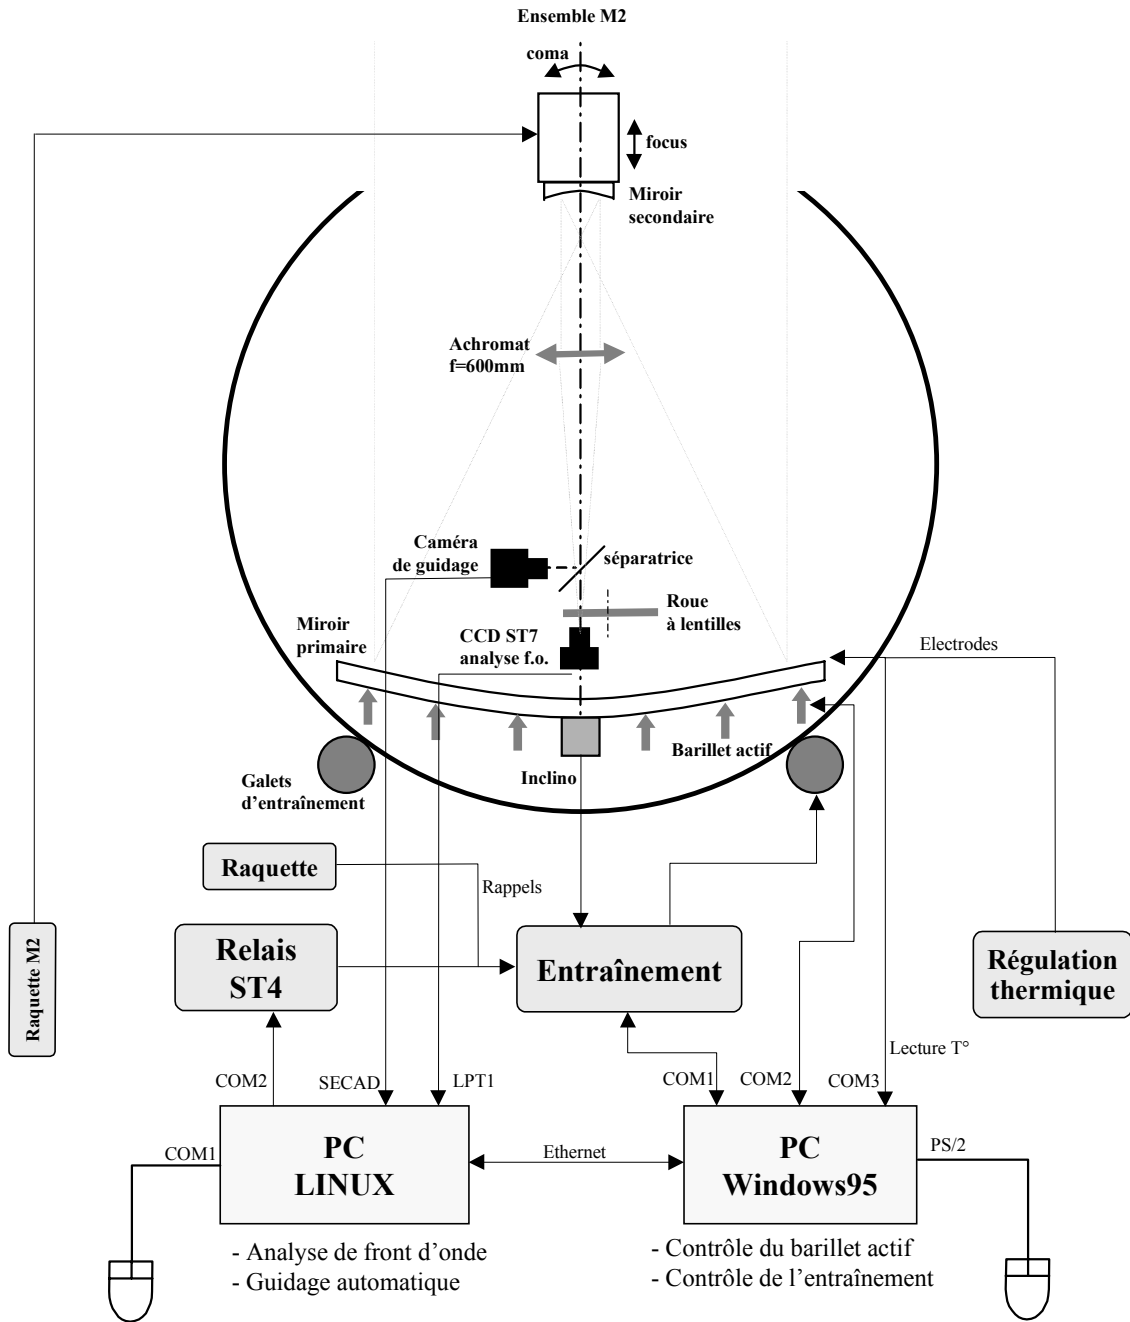 Ensemble M2
coma
focus
Miroir
secondaire
Achromat
f=600mm
Caméra
de guidage
séparatrice
Roue
à lentilles
Miroir
primaire
CCD ST7
analyse f.o.
Electrodes
Barillet actif
Inclino
Galets
d’entraînement
Raquette
Rappels
Raquette M2
Relais
ST4
Entraînement
Régulation
thermique
Lecture T°
COM2
SECAD
LPT1
COM1
COM2
COM3
COM1
PC
LINUX
Ethernet
PC
Windows95
PS/2
- Analyse de front d’onde
- Guidage automatique
- Contrôle du barillet actif
- Contrôle de l’entraînement